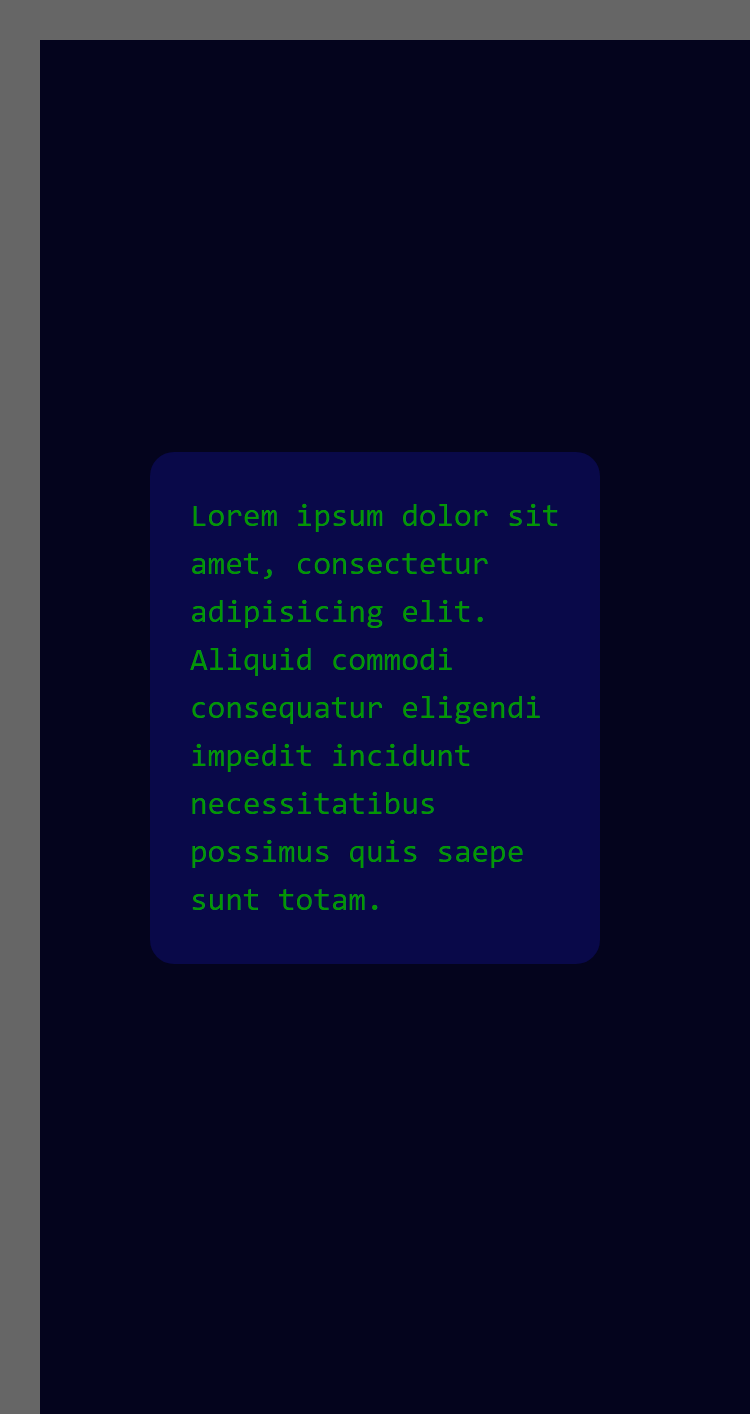 Lorem ipsum dolor sit
amet, consectetur
adipisicing elit.
Aliquid commodi
consequatur eligendi
impedit incidunt
necessitatibus
possimus quis saepe
sunt totam.